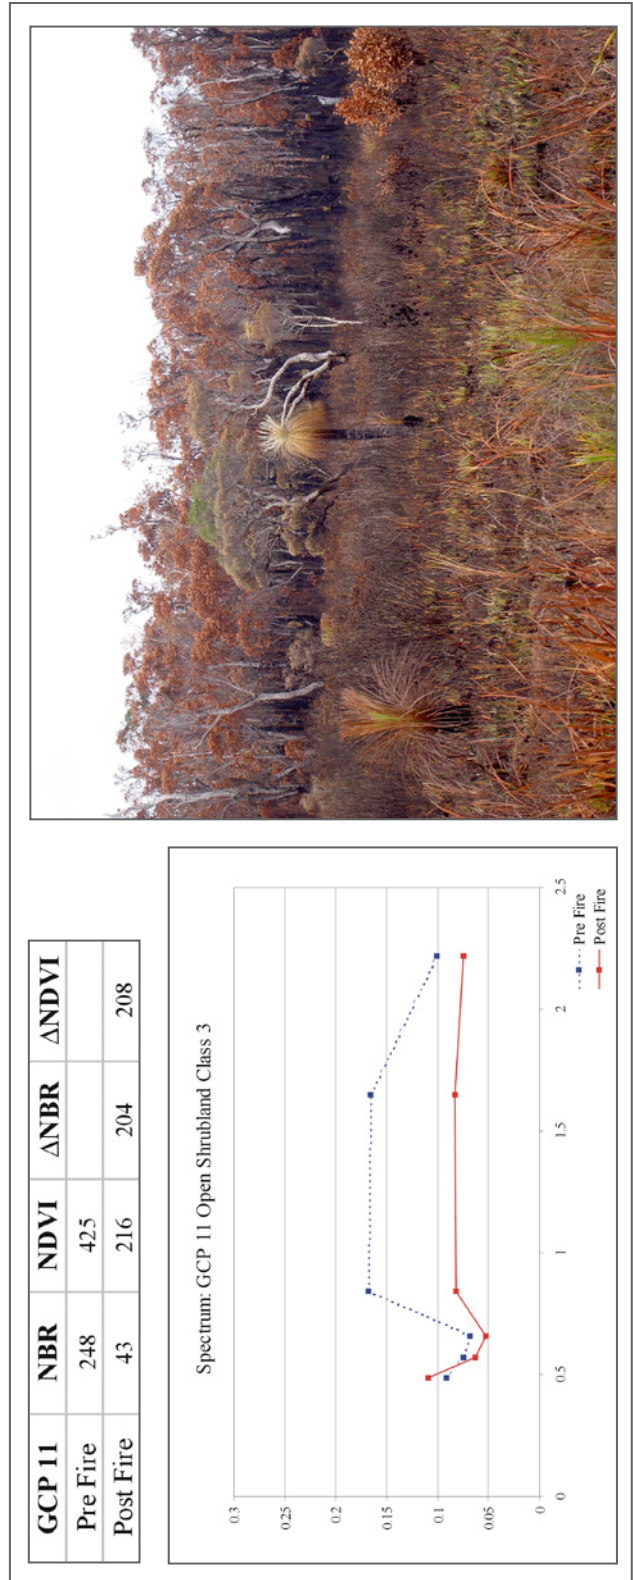 GCP 11 NBR NDVI ΔNBR ΔNDVI
Pre Fire 248 425
Post Fire 43 216 204 208
Spectrum: GCP 11 Open Shrubland Class 3
0.3
0.25
0.2
0.15
0.1
0.05
0
0 0.5 1 1.5 2 2.5
Pre Fire
Post Fire